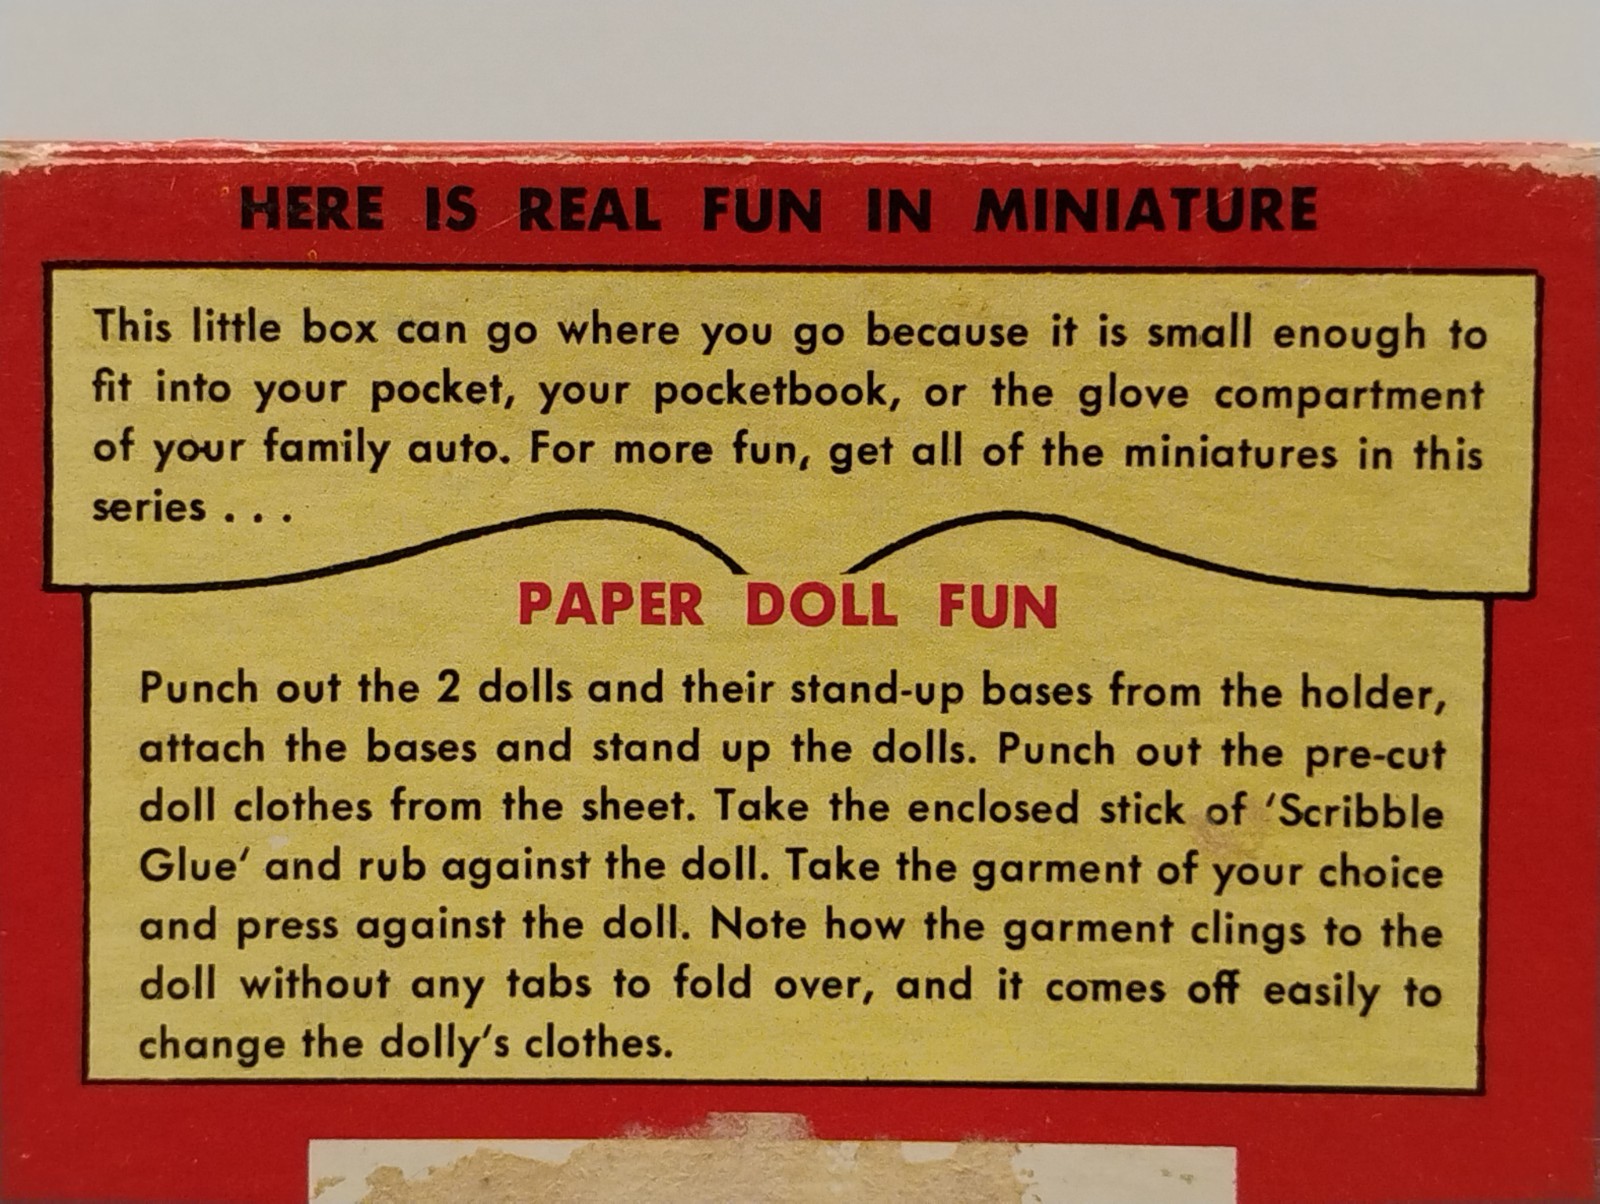 HERE IS REAL FUN IN MINIATURE
This little box can go where you go because it is small enough to
fit into your pocket, your pocketbook, or the glove compartment
of your family auto. For more fun, get all of the miniatures in this
series . . .
PAPER DOLL FUN
Punch out the 2 dolls and their stand-up bases from the holder,
attach the bases and stand up the dolls. Punch out the pre-cut
doll clothes from the sheet. Take the enclosed stick of 'Scribble
Glue' and rub against the doll. Take the garment of your choice
and press against the doll. Note how the garment clings to the
doll without any tabs to fold over, and it comes off easily to
change the dolly's clothes.